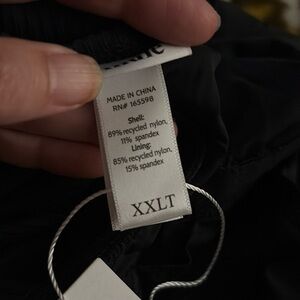 MADE IN CHINA
RN# 165598
Shell:
89% recycled nylon,
11% spandex
Lining:
85% recycled nylon,
15% spandex
XXLT